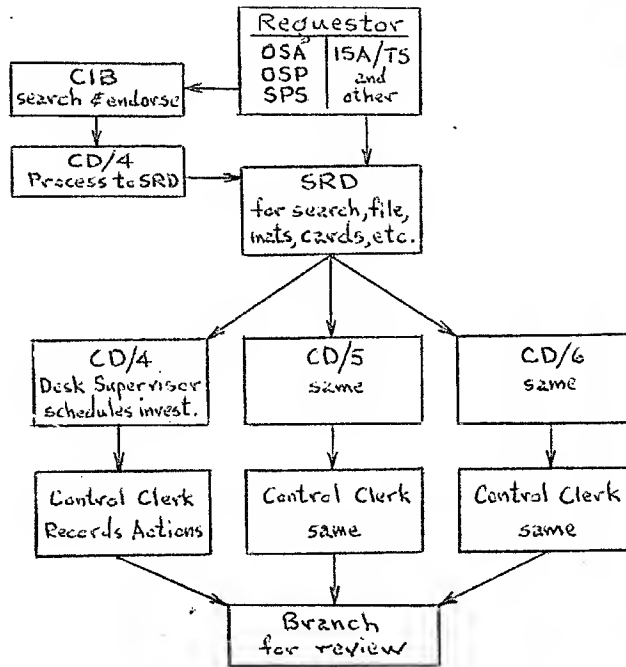 Requestor
OSA ISA/TS
OSP and
SPS other
CIB
search & endorse
CD/4
Process to SRD
SRD
for search, file,
mats, cards, etc.
CD/4
Desk Supervisor
schedules invest.
CD/5
same
CD/6
same
Control Clerk
Records Actions
Control Clerk
same
Control Clerk
same
Branch
for review